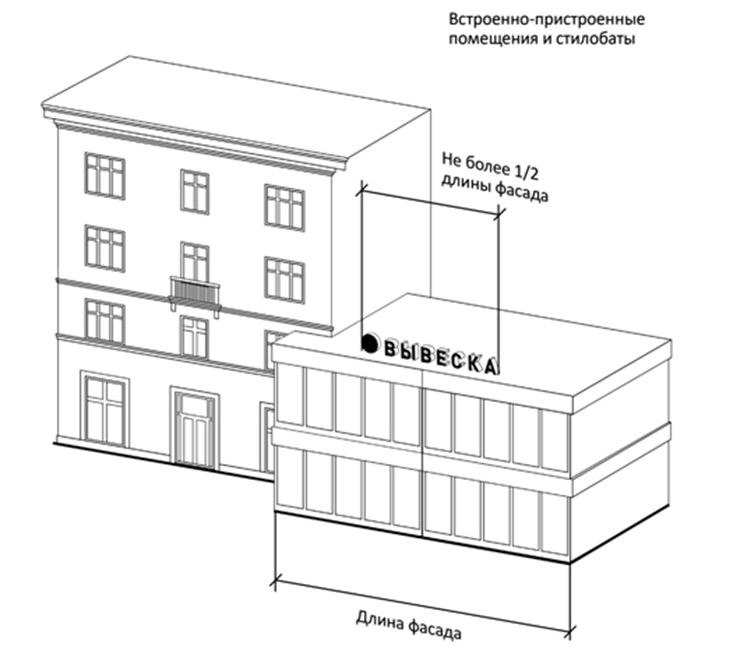 Встроенно-пристроенные
помещения и стилобаты
Не более 1/2
длины фасада
ВЫВЕСКА
Длина фасада